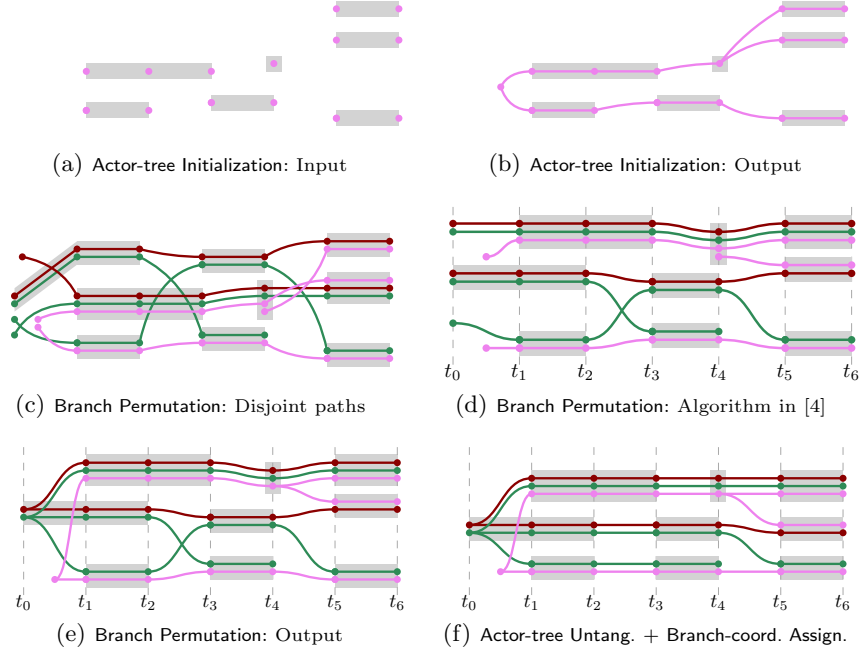 (a) Actor-tree Initialization: Input
(b) Actor-tree Initialization: Output
(c) Branch Permutation: Disjoint paths
t0 t1 t2 t3 t4 t5 t6
(d) Branch Permutation: Algorithm in [4]
t0 t1 t2 t3 t4 t5 t6
(e) Branch Permutation: Output
t0 t1 t2 t3 t4 t5 t6
(f) Actor-tree Untang. + Branch-coord. Assign.